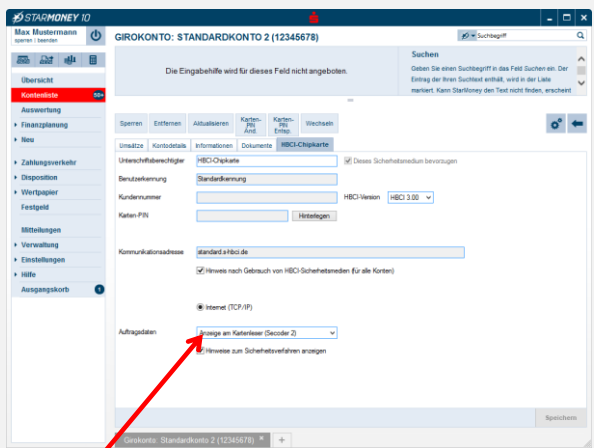 STARMONEY 10
Max Mustermann
sperren | beenden
GIROKONTO: STANDARDKONTO 2 (12345678)
Suchbegriff
Die Eingabehilfe wird für dieses Feld nicht angeboten.
Suchen
Geben Sie einen Suchbegriff in das Feld Suchen ein. Der
Eintrag der Ihren Suchtext enthält, wird in der Liste
markiert. Kann StarMoney den Text nicht finden, erscheint
Übersicht
Kontenliste 50+
Auswertung
Finanzplanung
Neu
Zahlungsverkehr
Disposition
Wertpapier
Festgeld
Mitteilungen
Verwaltung
Einstellungen
Hilfe
Ausgangskorb 1
Sperren Entfernen Aktualisieren Karten-PIN Änd. Karten-PIN Entsp. Wechseln
Umsätze Kontodetails Informationen Dokumente HBCI-Chipkarte
Unterschriftsberechtigter HBCI-Chipkarte Dieses Sicherheitsmedium bevorzugen
Benutzerkennung Standardkennung
Kundennummer HBCI-Version HBCI 3.00
Karten-PIN Hinterlegen
Kommunikationsadresse standard.s-hbci.de
Hinweis nach Gebrauch von HBCI-Sicherheitsmedien (für alle Konten)
Internet (TCP/IP)
Auftragsdaten Anzeige am Kartenleser (Secoder 2)
Hinweise zum Sicherheitsverfahren anzeigen
Speichern
Girokonto: Standardkonto 2 (12345678) × +